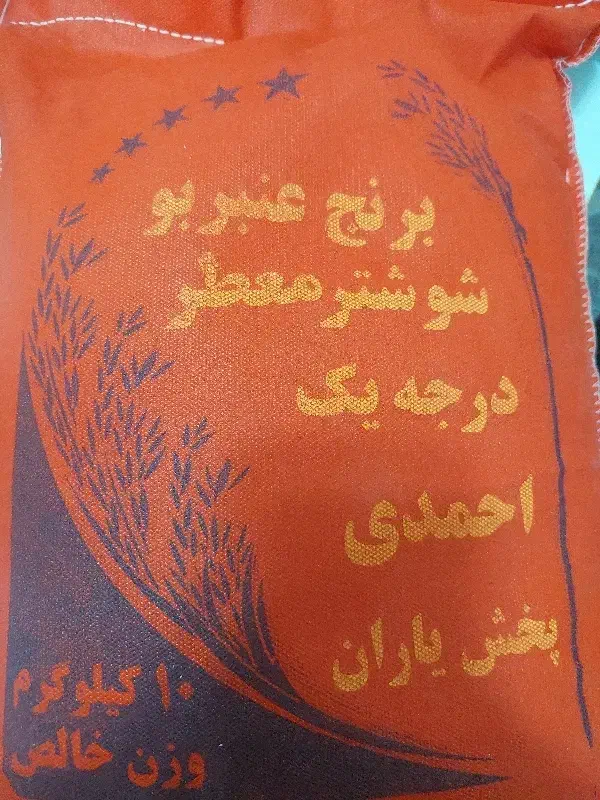 برنج عنبربو
شوشتر معطر
درجه یک
احمدی
پخش یاران
۱۰ کیلوگرم
وزن خالص